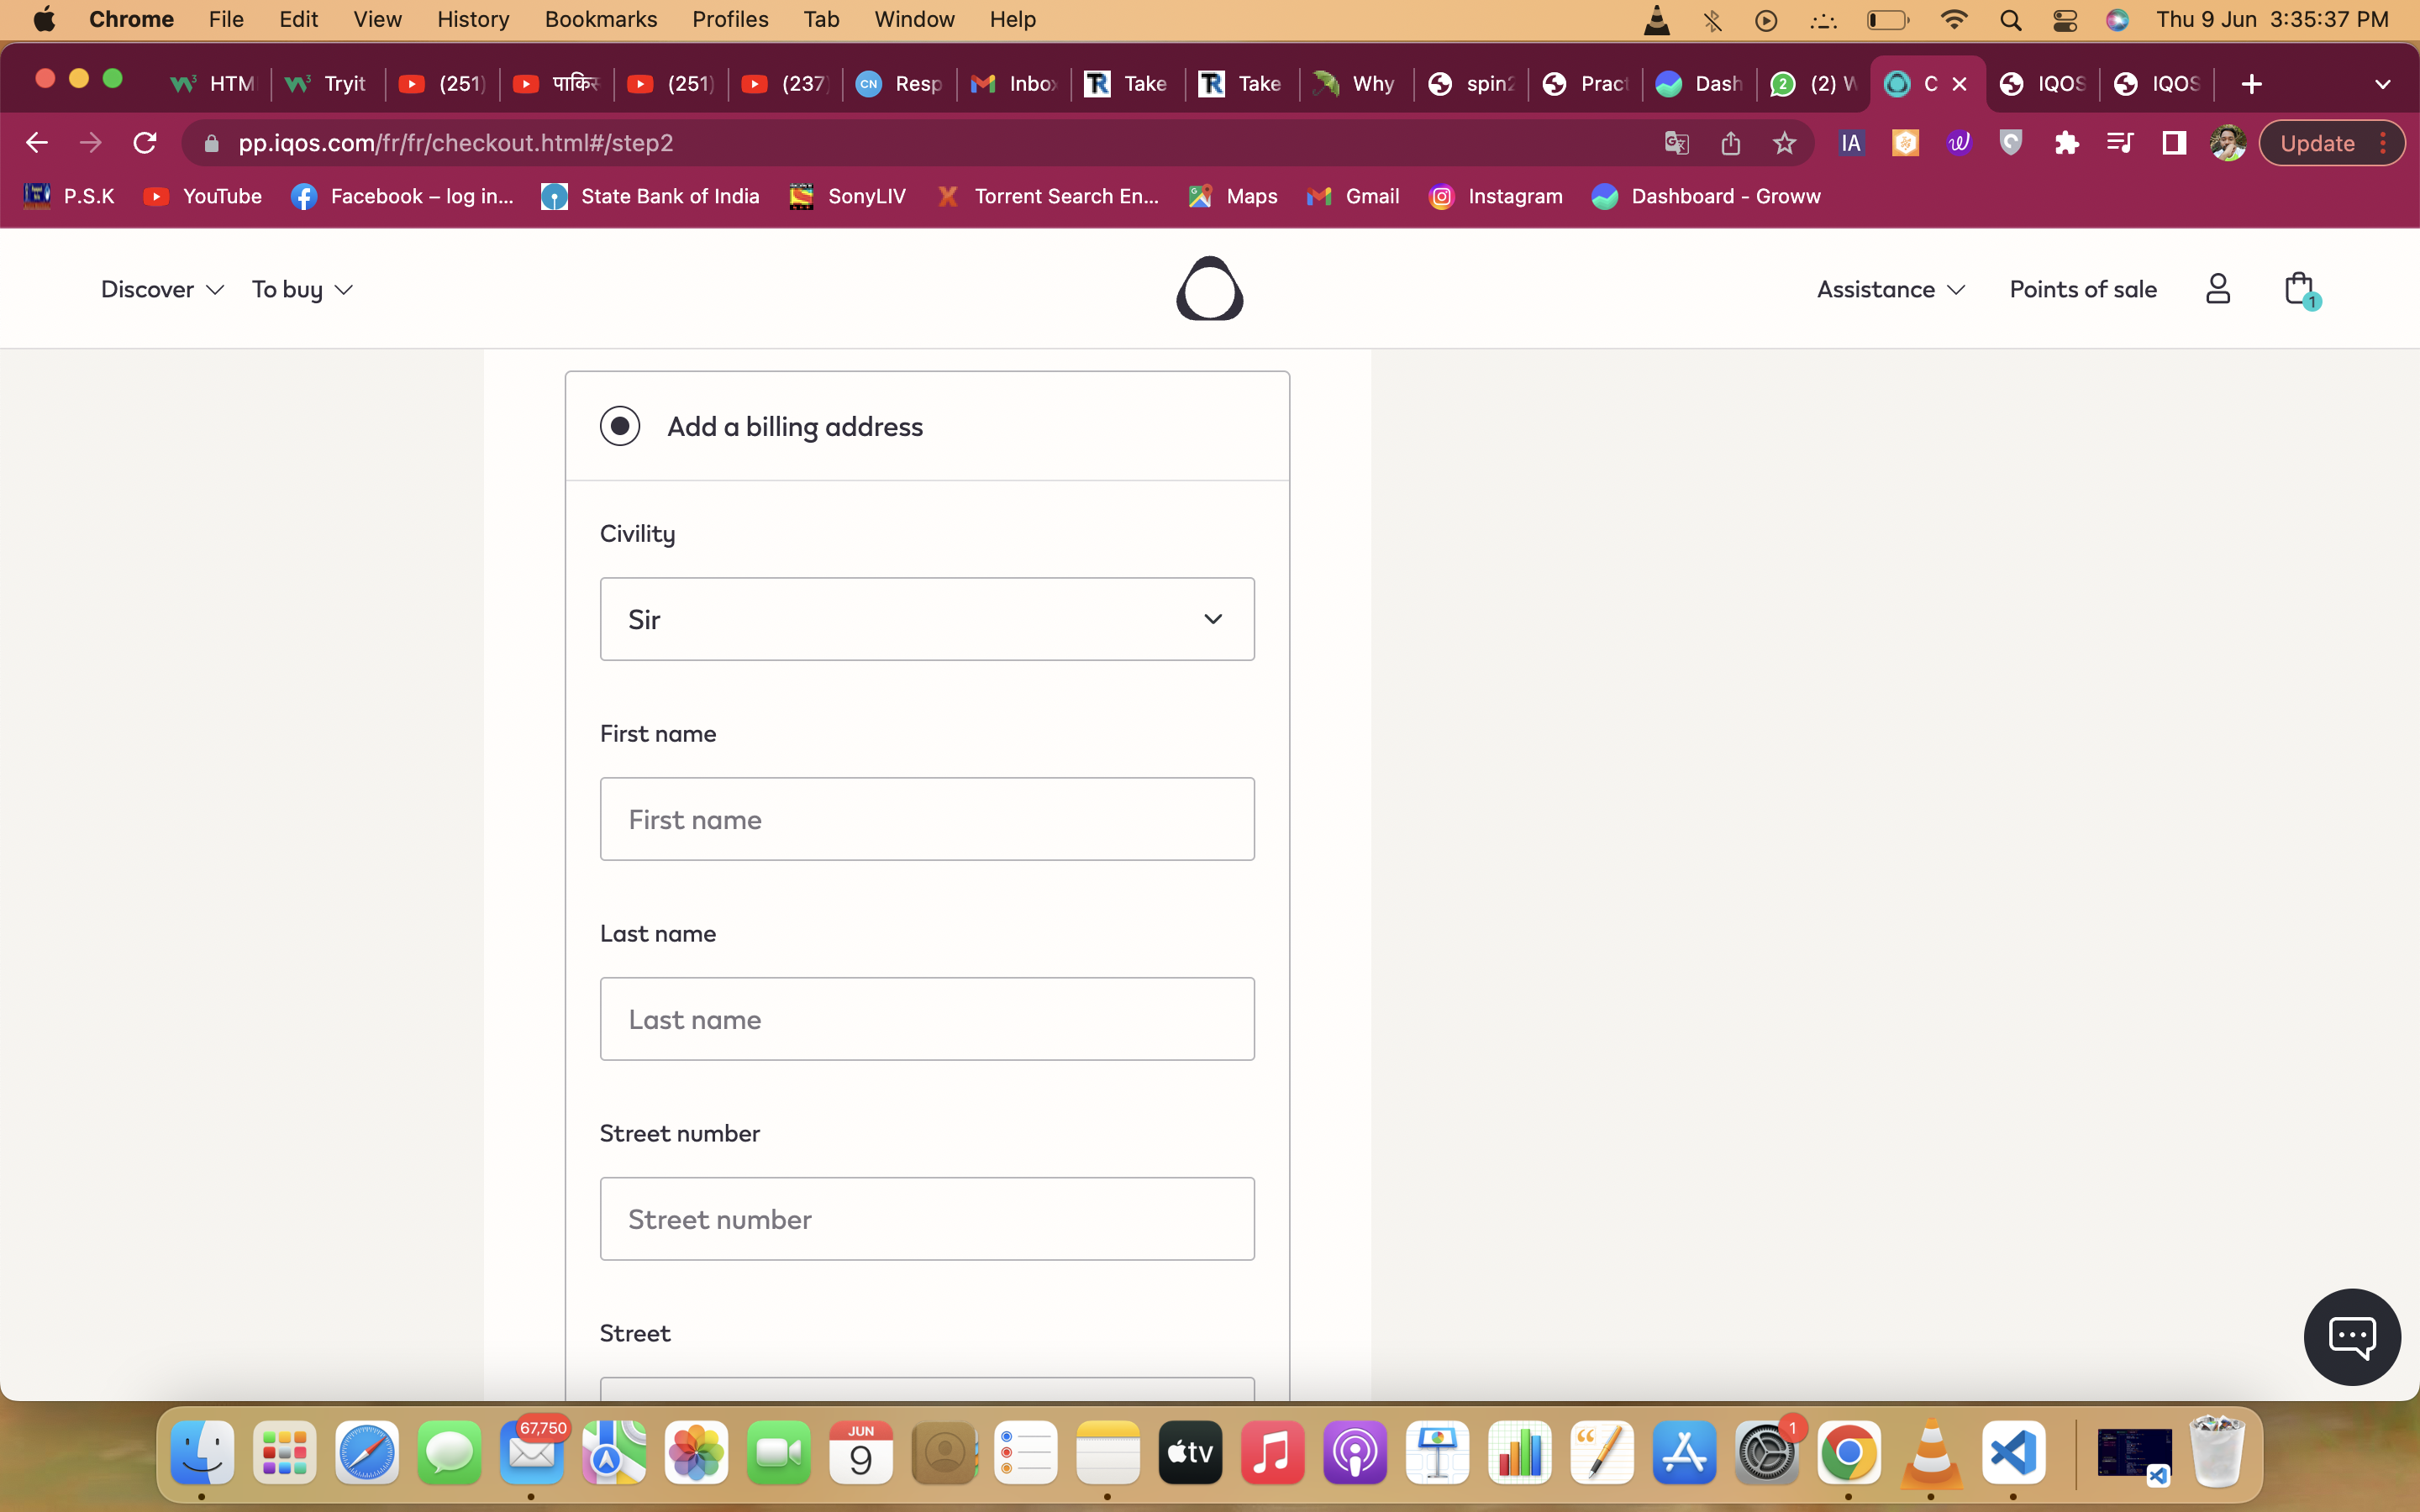 Chrome File Edit View History Bookmarks Profiles Tab Window Help Thu 9 Jun 3:35:37 PM
HTM Tryit (251) (251) (237 Resp Inbo Take Take Why spin2 Pract Dash (2) W C IQOS IQOS
pp.iqos.com/fr/fr/checkout.html#/step2 IA Update
P.S.K YouTube Facebook – log in... State Bank of India SonyLIV Torrent Search En... Maps Gmail Instagram Dashboard - Groww
Discover To buy Assistance Points of sale 1
Add a billing address
Civility
Sir
First name
First name
Last name
Last name
Street number
Street number
Street
67,750 JUN 9 tv 1